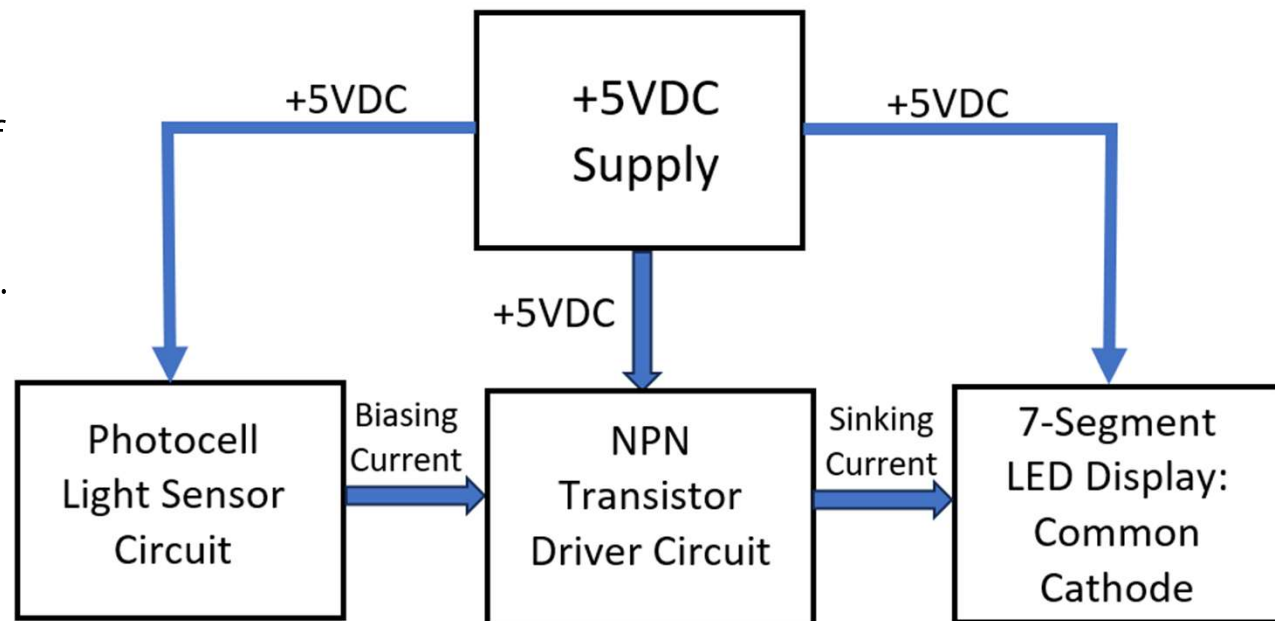 +5VDC
Supply
+5VDC
+5VDC
+5VDC
Photocell
Light Sensor
Circuit
Biasing
Current
NPN
Transistor
Driver Circuit
Sinking
Current
7-Segment
LED Display:
Common
Cathode